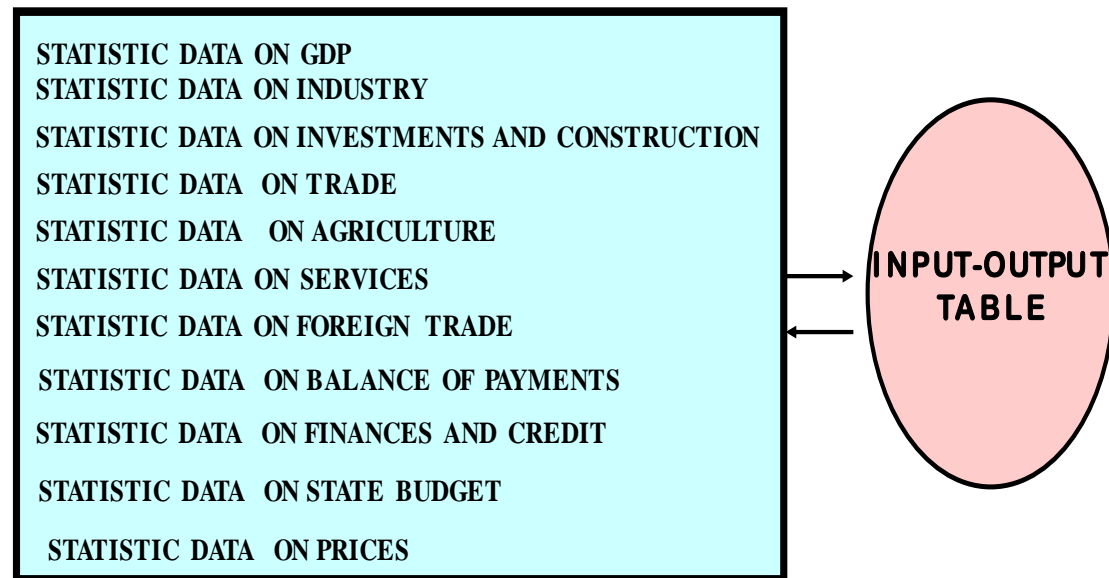 STATISTIC DATA ON GDP
STATISTIC DATA ON INDUSTRY
STATISTIC DATA ON INVESTMENTS AND CONSTRUCTION
STATISTIC DATA ON TRADE
STATISTIC DATA ON AGRICULTURE
STATISTIC DATA ON SERVICES
STATISTIC DATA ON FOREIGN TRADE
STATISTIC DATA ON BALANCE OF PAYMENTS
STATISTIC DATA ON FINANCES AND CREDIT
STATISTIC DATA ON STATE BUDGET
STATISTIC DATA ON PRICES
INPUT-OUTPUT
TABLE